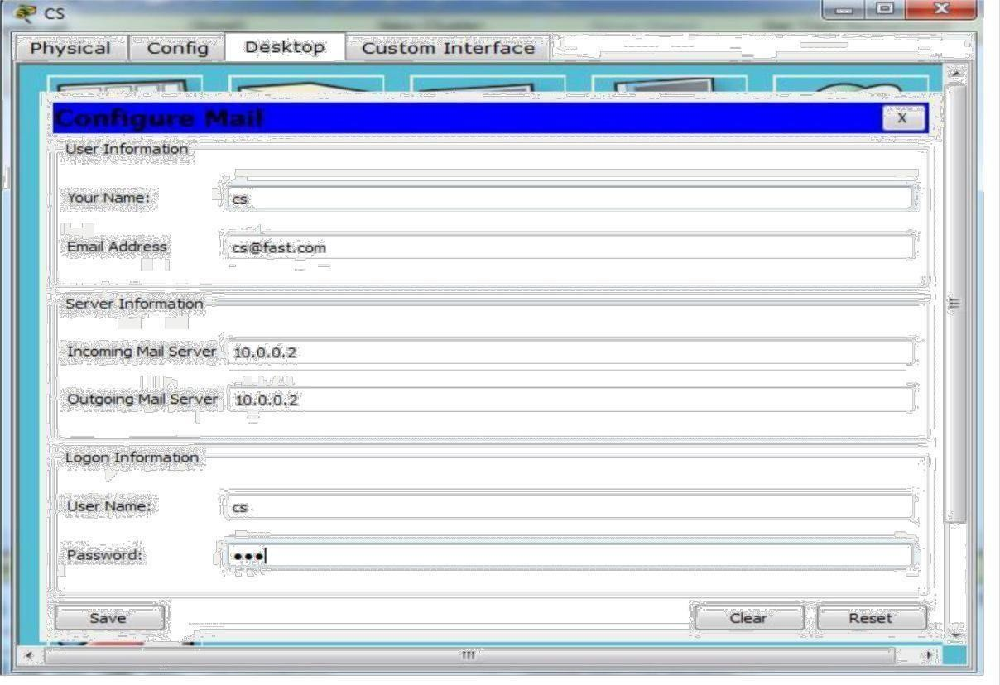 CS
Physical Config Desktop Custom Interface
Configure Mail X
User Information
Your Name: cs
Email Address cs@fast.com
Server Information
Incoming Mail Server 10.0.0.2
Outgoing Mail Server 10.0.0.2
Logon Information
User Name: cs
Password: •••
Save Clear Reset